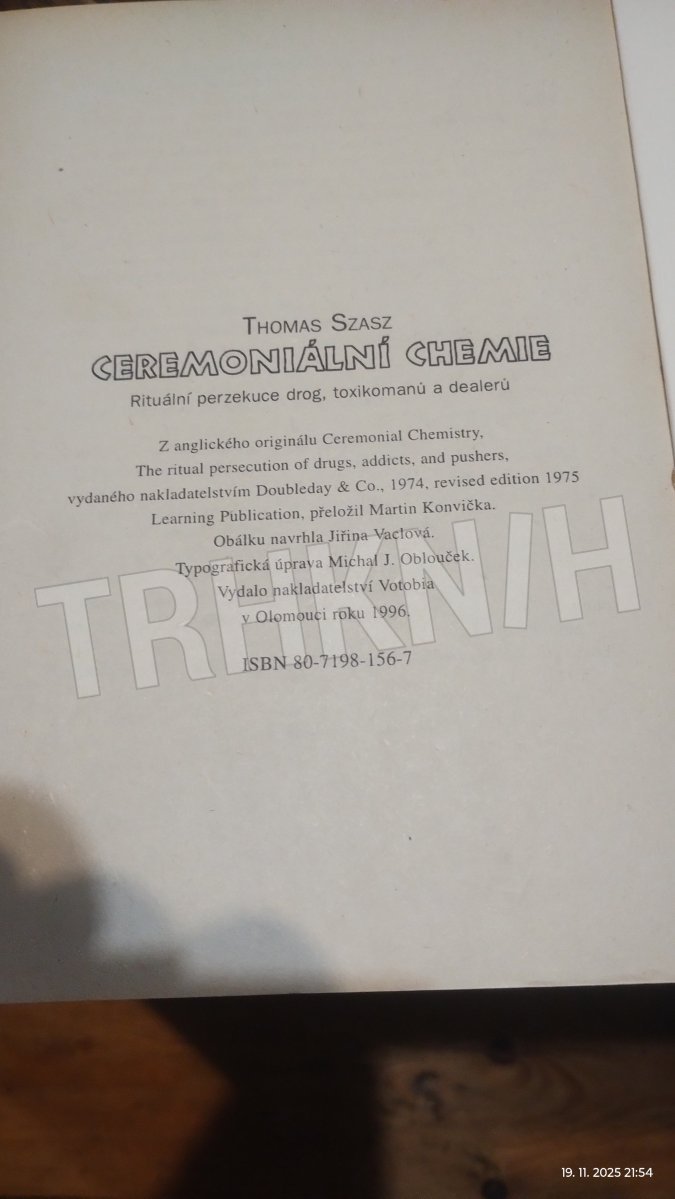 Thomas Szasz
CEREMONIÁLNÍ CHEMIE
Rituální perzekuce drog, toxikomanů a dealerů
Z anglického originálu Ceremonial Chemistry,
The ritual persecution of drugs, addicts, and pushers,
vydaného nakladatelstvím Doubleday & Co., 1974, revised edition 1975
Learning Publication, přeložil Martin Konvička.
Obálku navrhla Jiřina Vaclová.
Typografická úprava Michal J. Oblouček.
Vydalo nakladatelství Votobia
v Olomouci roku 1996.
ISBN 80-7198-156-7
TRHKNIH
19. 11. 2025 21:54